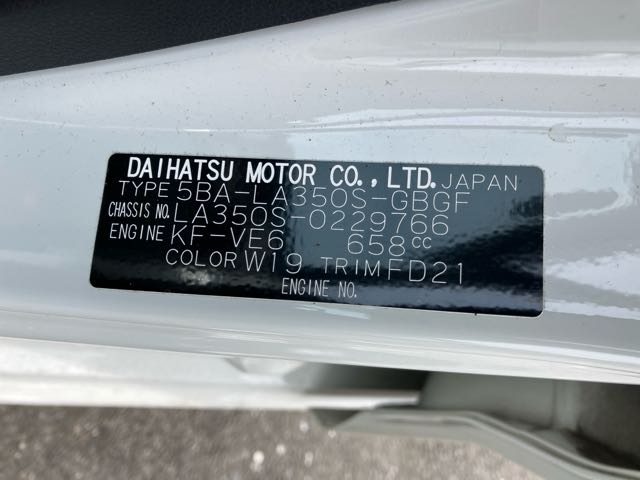 DAIHATSU MOTOR CO., LTD. JAPAN
TYPE 5BA-LA350S-GBGF
CHASSIS NO. LA350S-0229766
ENGINE KF-VE6 658cc
COLOR W19 TRIM FD21
ENGINE NO.